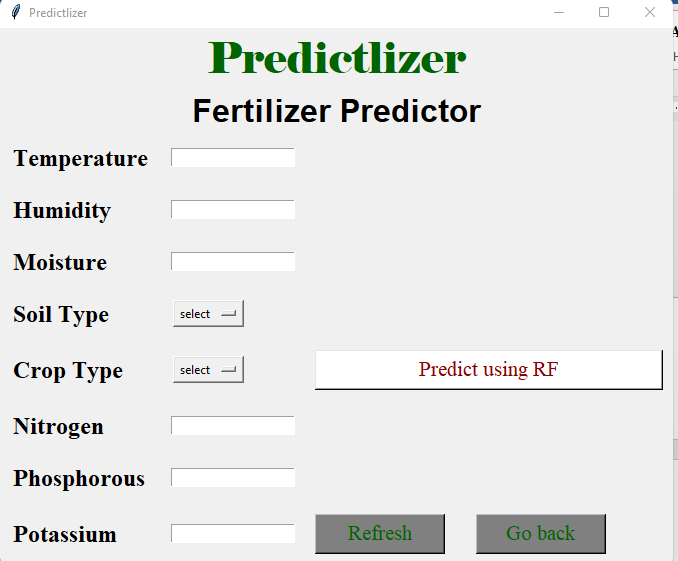 Predictlizer
Predictlizer
Fertilizer Predictor
Temperature
Humidity
Moisture
Soil Type select
Crop Type select Predict using RF
Nitrogen
Phosphorous
Potassium Refresh Go back